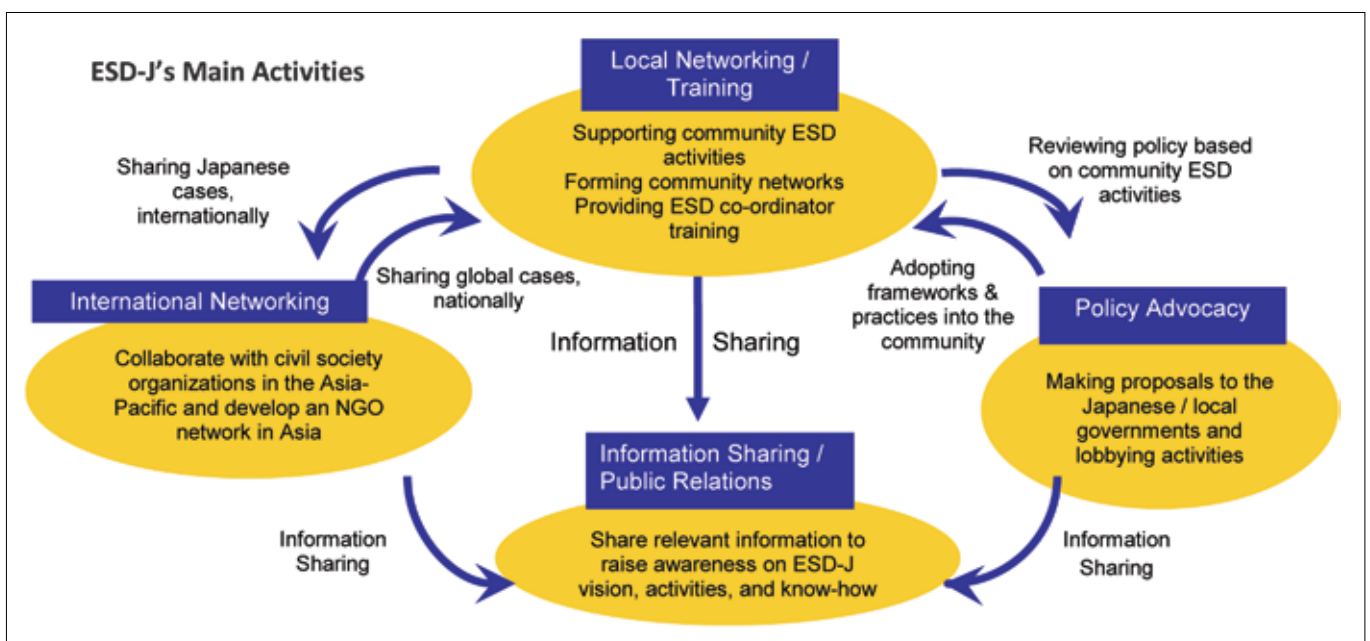 ESD-J's Main Activities
Local Networking /
Training
Supporting community ESD
activities
Forming community networks
Providing ESD co-ordinator
training
Sharing Japanese
cases,
internationally
Reviewing policy based
on community ESD
activities
Sharing global cases,
nationally
Adopting
frameworks &
practices into the
community
International Networking
Collaborate with civil society
organizations in the Asia-
Pacific and develop an NGO
network in Asia
Information Sharing
Policy Advocacy
Making proposals to the
Japanese / local
governments and
lobbying activities
Information Sharing /
Public Relations
Share relevant information to
raise awareness on ESD-J
vision, activities, and know-how
Information
Sharing
Information
Sharing